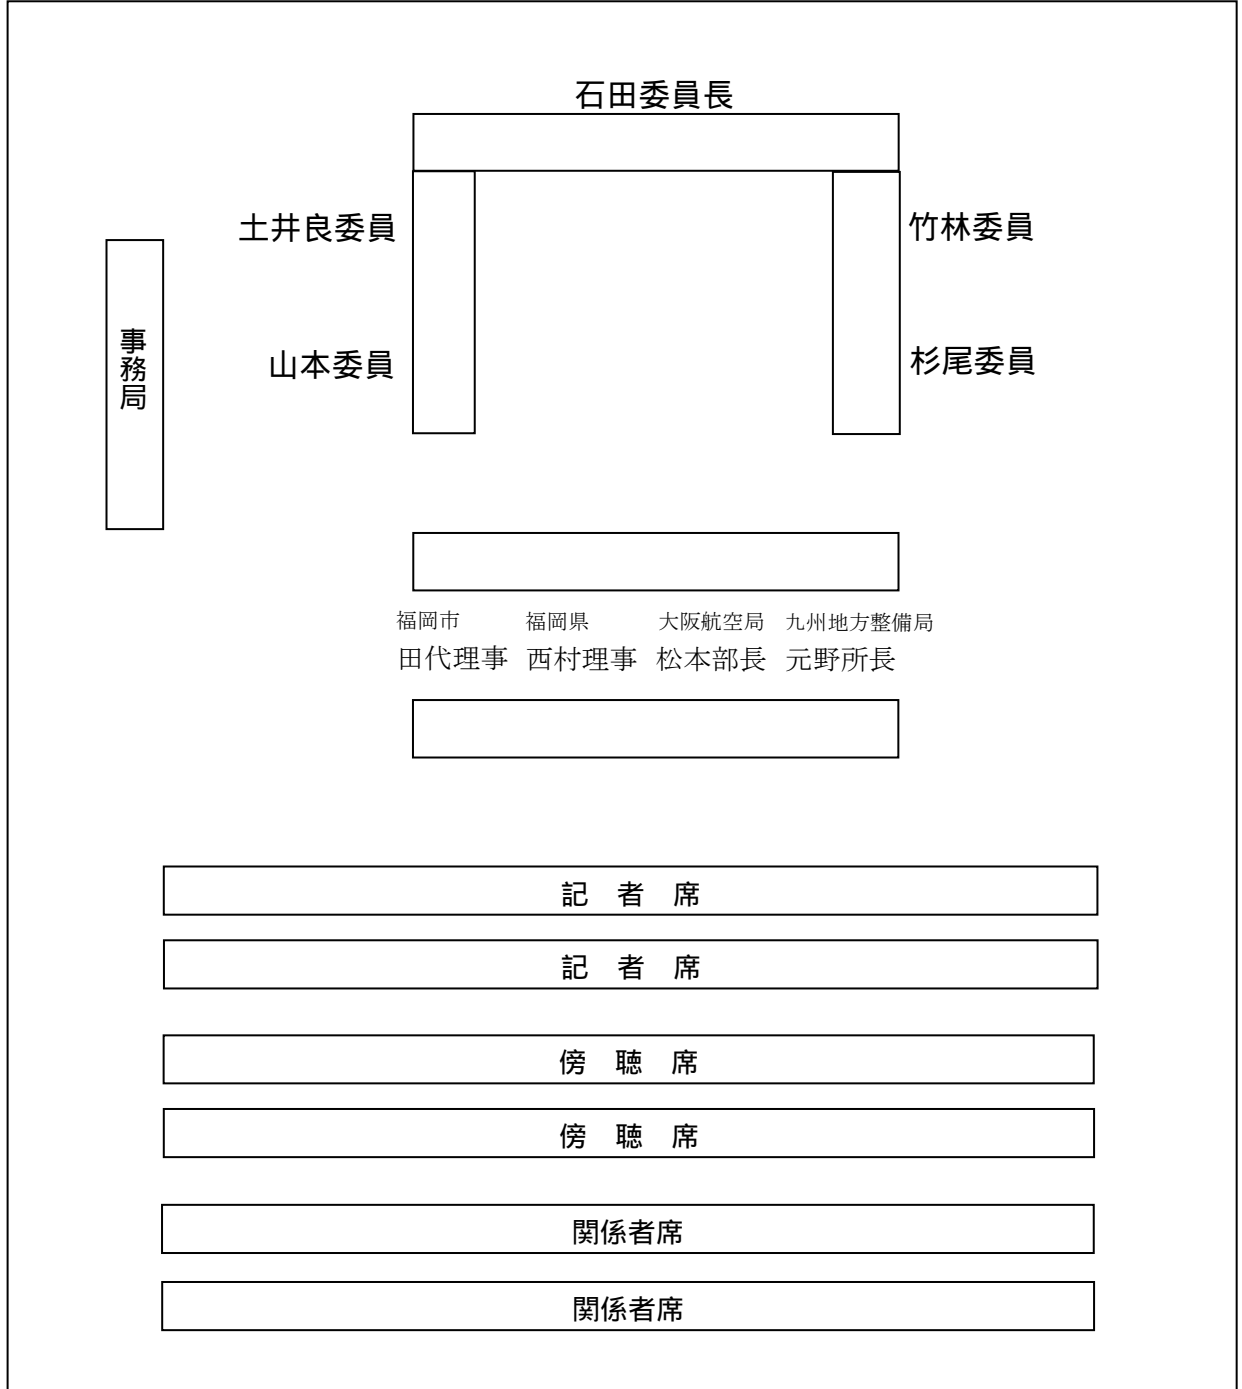 石田委員長
土井良委員
竹林委員
事務局
山本委員
杉尾委員
福岡市 福岡県 大阪航空局 九州地方整備局
田代理事 西村理事 松本部長 元野所長
記 者 席
記 者 席
傍 聴 席
傍 聴 席
関係者席
関係者席